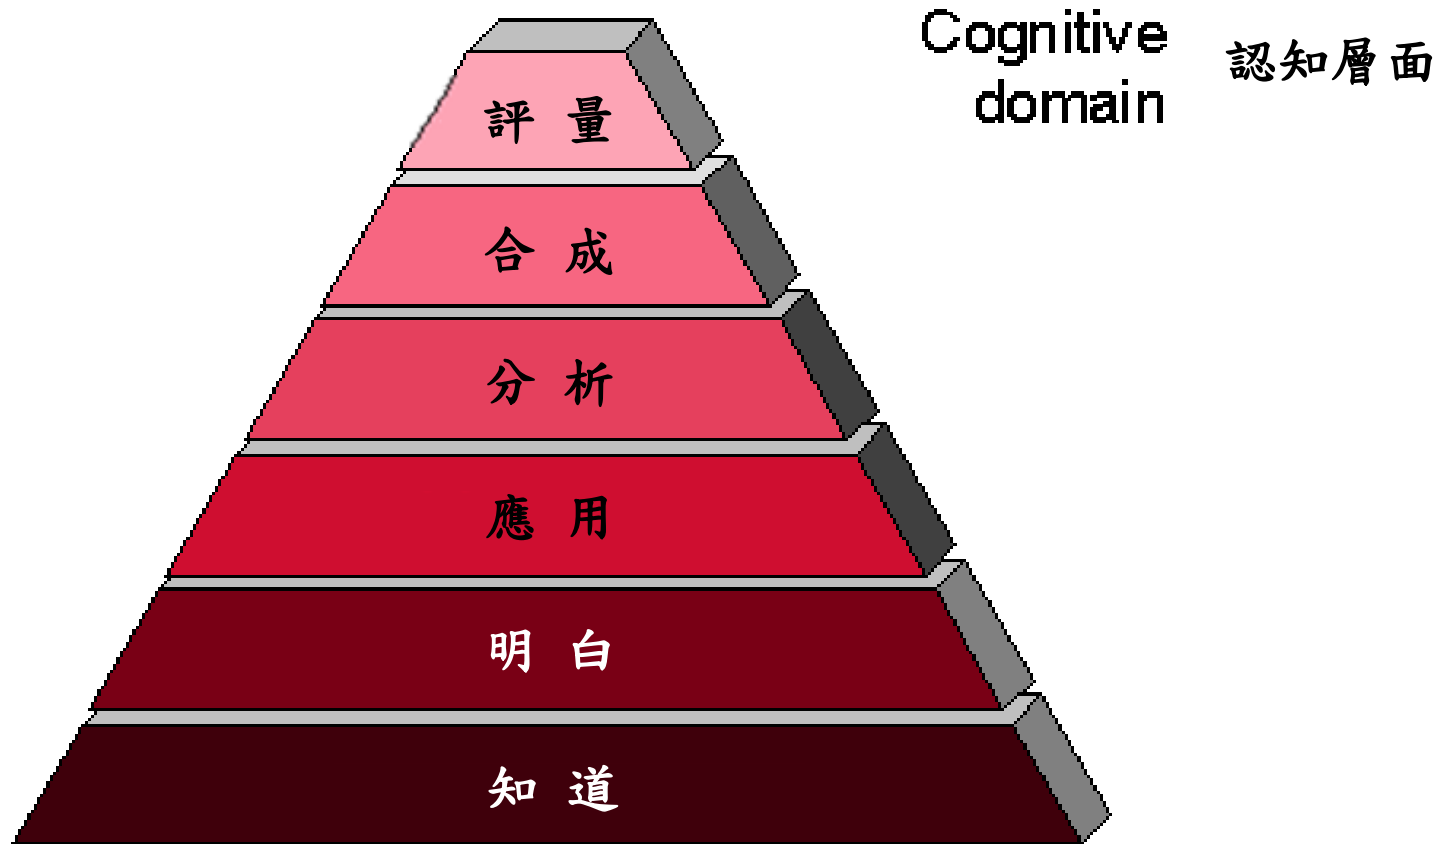 Cognitive
domain
認知層面
評量
合成
分析
應用
明白
知道